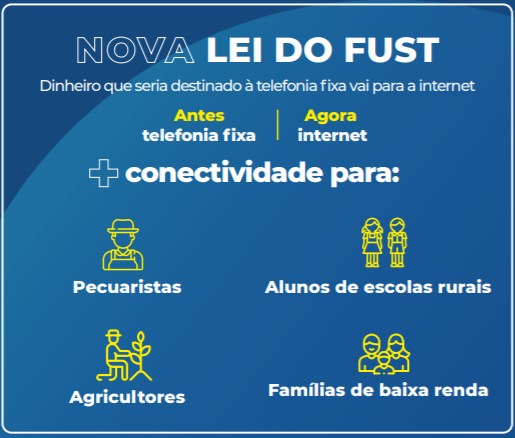 NOVA LEI DO FUST
Dinheiro que seria destinado à telefonia fixa vai para a internet
Antes
telefonia fixa
Agora
internet
+ conectividade para:
Pecuaristas
Alunos de escolas rurais
Agricultores
Famílias de baixa renda